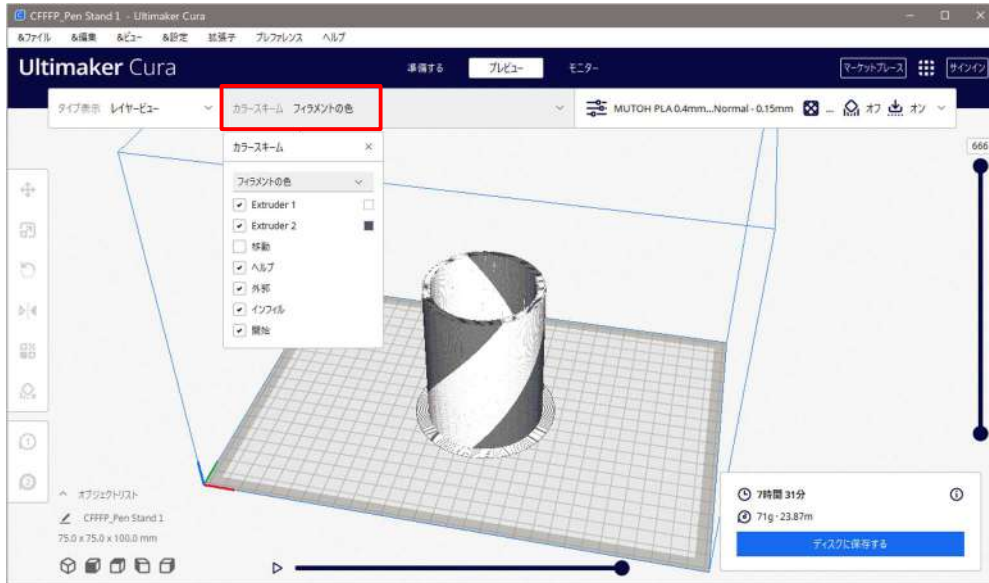 CFFFP_Pen Stand 1 - Ultimaker Cura
&ファイル &編集 &ビュー &設定 拡張子 プレファレンス ヘルプ
Ultimaker Cura 準備する プレビュー モニター マーケットプレース サインイン
タイプ表示 レイヤービュー カラースキーム フィラメントの色 MUTOH PLA 0.4mm...Normal - 0.15mm ... オフ オン
カラースキーム
フィラメントの色
Extruder 1
Extruder 2
移動
ヘルプ
外郭
インフィル
開始
666
1
2
オブジェクトリスト
CFFFP_Pen Stand 1
75.0 x 75.0 x 100.0 mm
7時間 31分
71g · 23.87m
ディスクに保存する